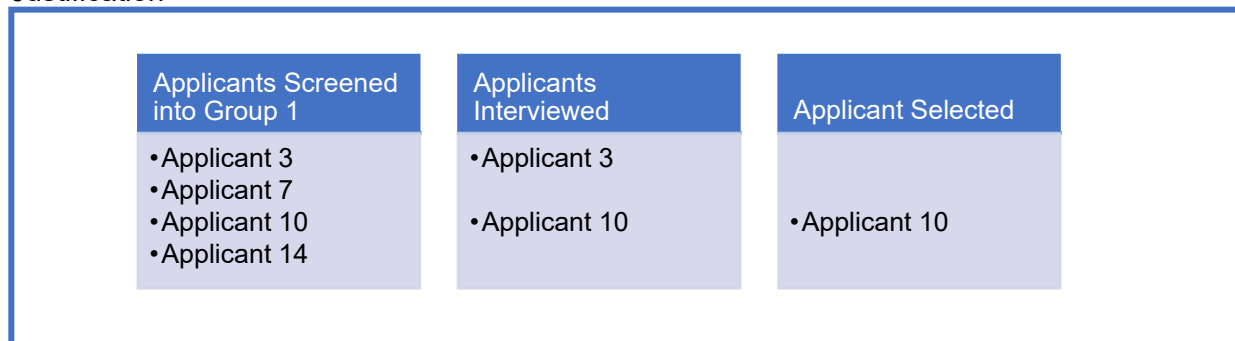 Applicants Screened
into Group 1
•Applicant 3
•Applicant 7
•Applicant 10
•Applicant 14
Applicants
Interviewed
•Applicant 3
•Applicant 10
Applicant Selected
•Applicant 10